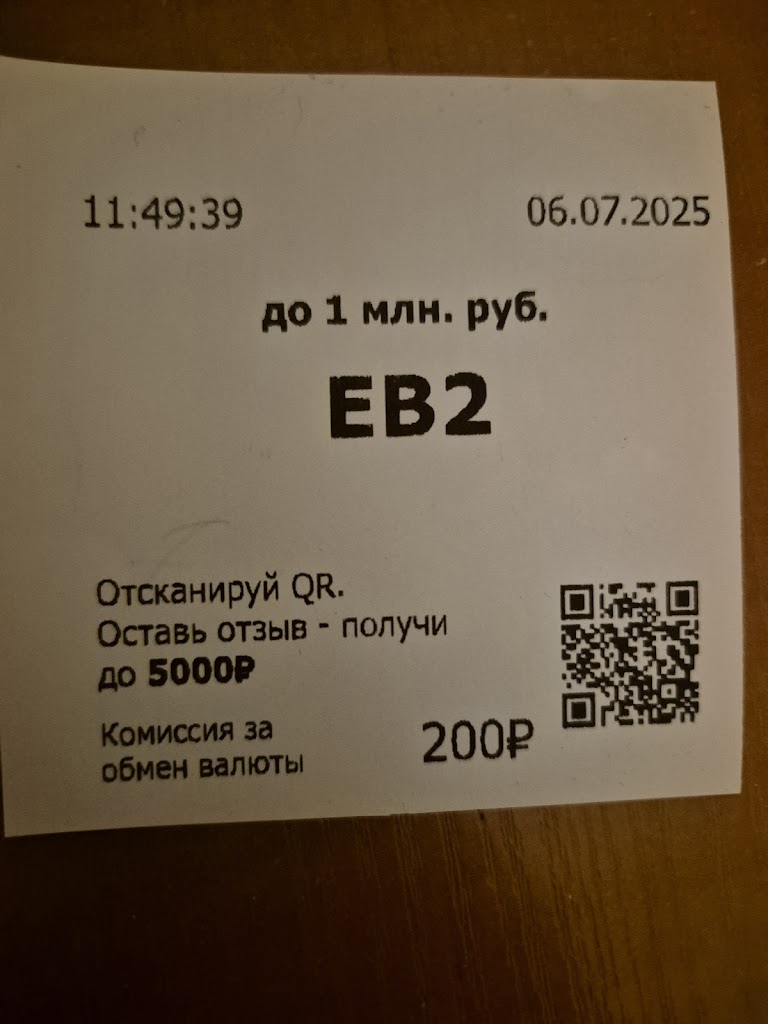 11:49:39 06.07.2025
до 1 млн. руб.
ЕВ2
Отсканируй QR.
Оставь отзыв - получи
до 5000₽
Комиссия за
обмен валюты 200₽